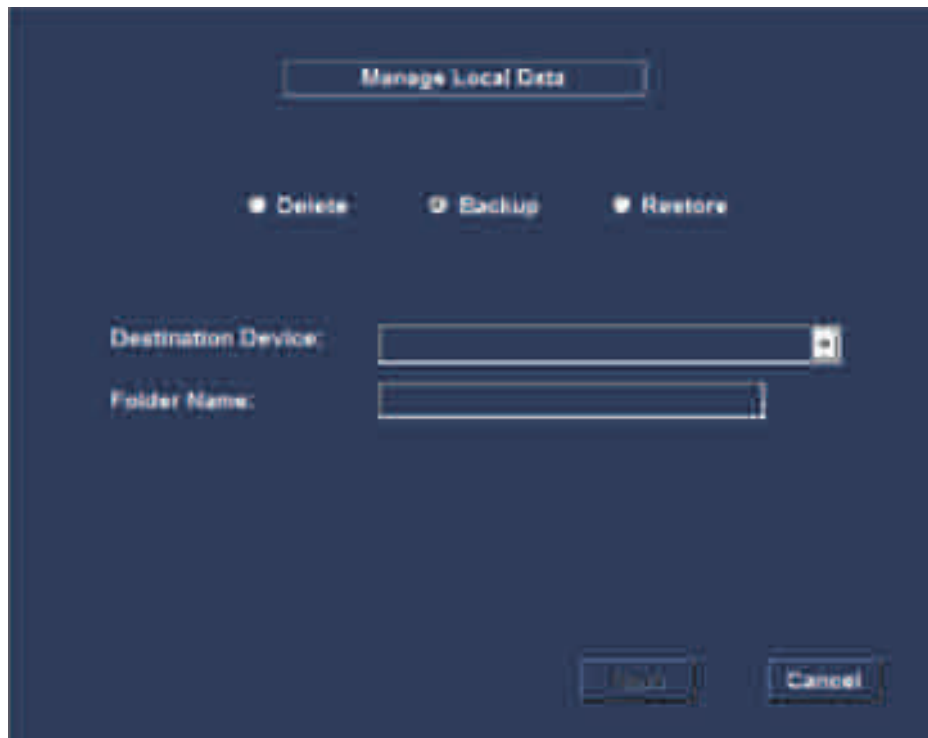 Manage Local Data
Delete Backup Restore
Destination Device:
Folder Name:
Cancel